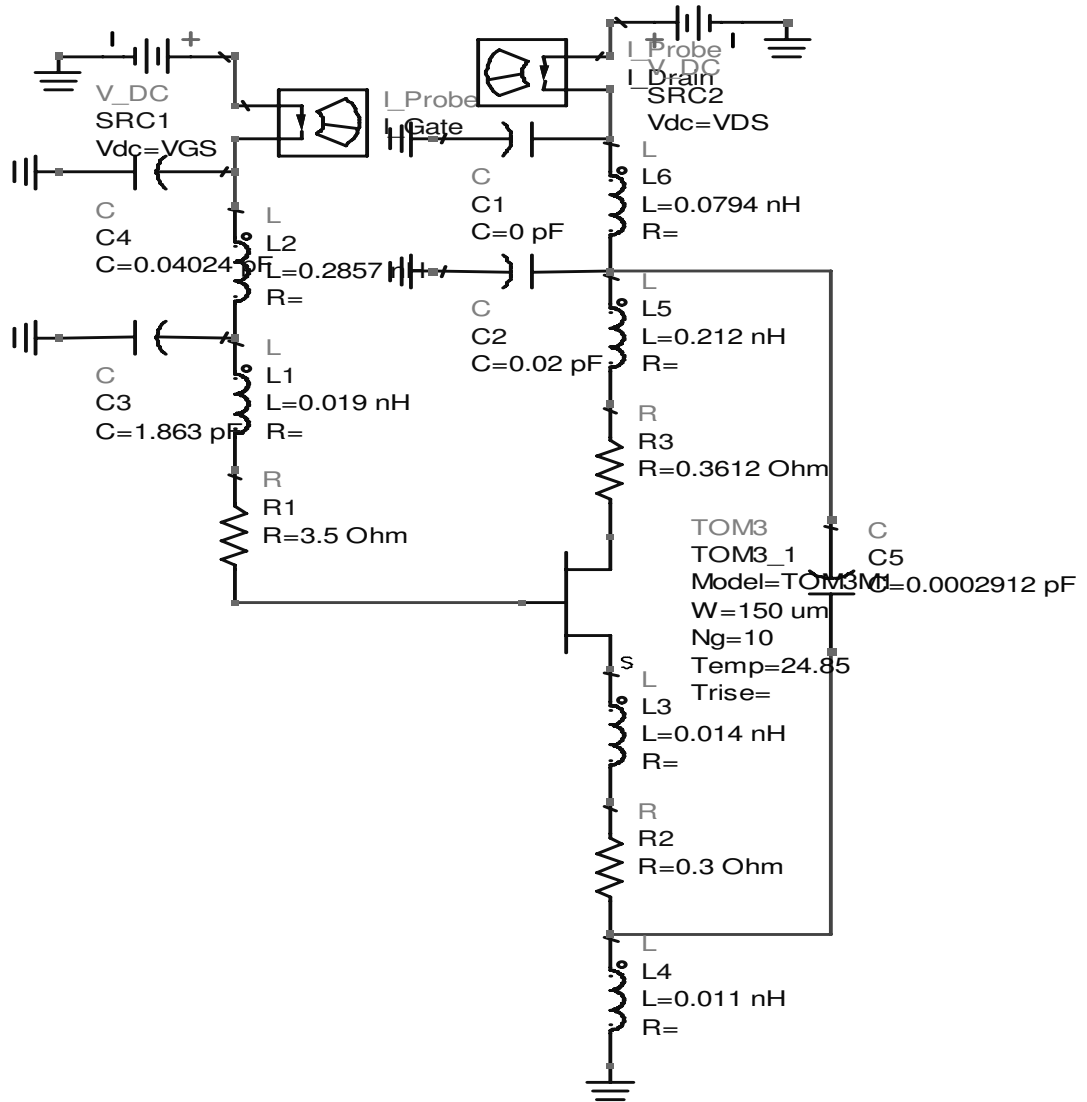 V_DC
SRC1
Vdc=VGS
I_Probe
I_Gate
I_Probe
I_Drain
V_DC
SRC2
Vdc=VDS
C
C4
C=0.04024 pF
L
L2
L=0.2857 nH
R=
C
C3
C=1.863 pF
L
L1
L=0.019 nH
R=
R
R1
R=3.5 Ohm
C
C1
C=0 pF
L
L6
L=0.0794 nH
R=
C
C2
C=0.02 pF
L
L5
L=0.212 nH
R=
R
R3
R=0.3612 Ohm
TOM3
TOM3_1
Model=TOM3M1
W=150 um
Ng=10
Temp=24.85
Trise=
C
C5
C=0.0002912 pF
S
L
L3
L=0.014 nH
R=
R
R2
R=0.3 Ohm
L
L4
L=0.011 nH
R=